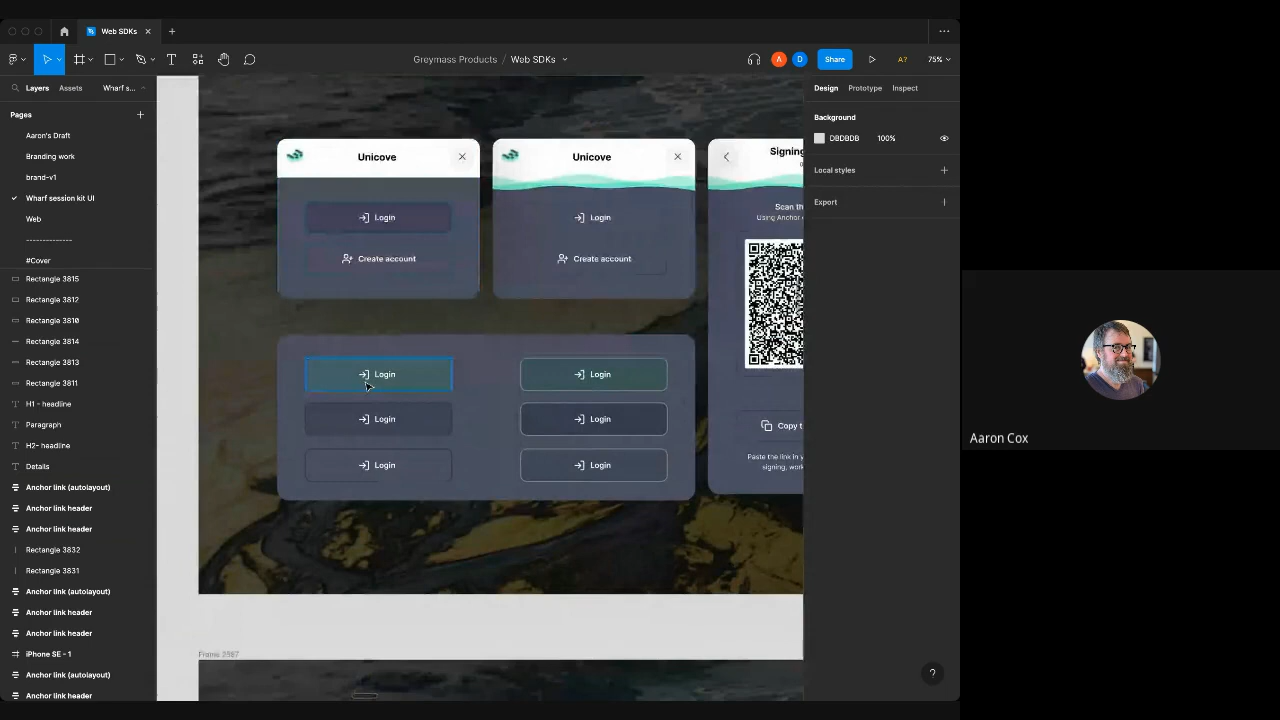 Web SDKs
Greymass Products / Web SDKs
A
D
Share
A?
75%
Layers
Assets
Wharf s...
Pages
Aaron's Draft
Branding work
brand-v1
Wharf session kit UI
Web
--------------
#Cover
Rectangle 3815
Rectangle 3812
Rectangle 3810
Rectangle 3814
Rectangle 3813
Rectangle 3811
H1 - headline
Paragraph
H2- headline
Details
Anchor link (autolayout)
Anchor link header
Anchor link header
Rectangle 3832
Rectangle 3831
Anchor link (autolayout)
Anchor link header
Anchor link header
iPhone SE - 1
Anchor link (autolayout)
Anchor link header
Unicove
Login
Create account
Unicove
Login
Create account
Signing
Scan th
Using Anchor
Copy t
Paste the link in y
signing, work
Login
Login
Login
Login
Login
Login
Design
Prototype
Inspect
Background
DBDBDB
100%
Local styles
Export
?
Aaron Cox